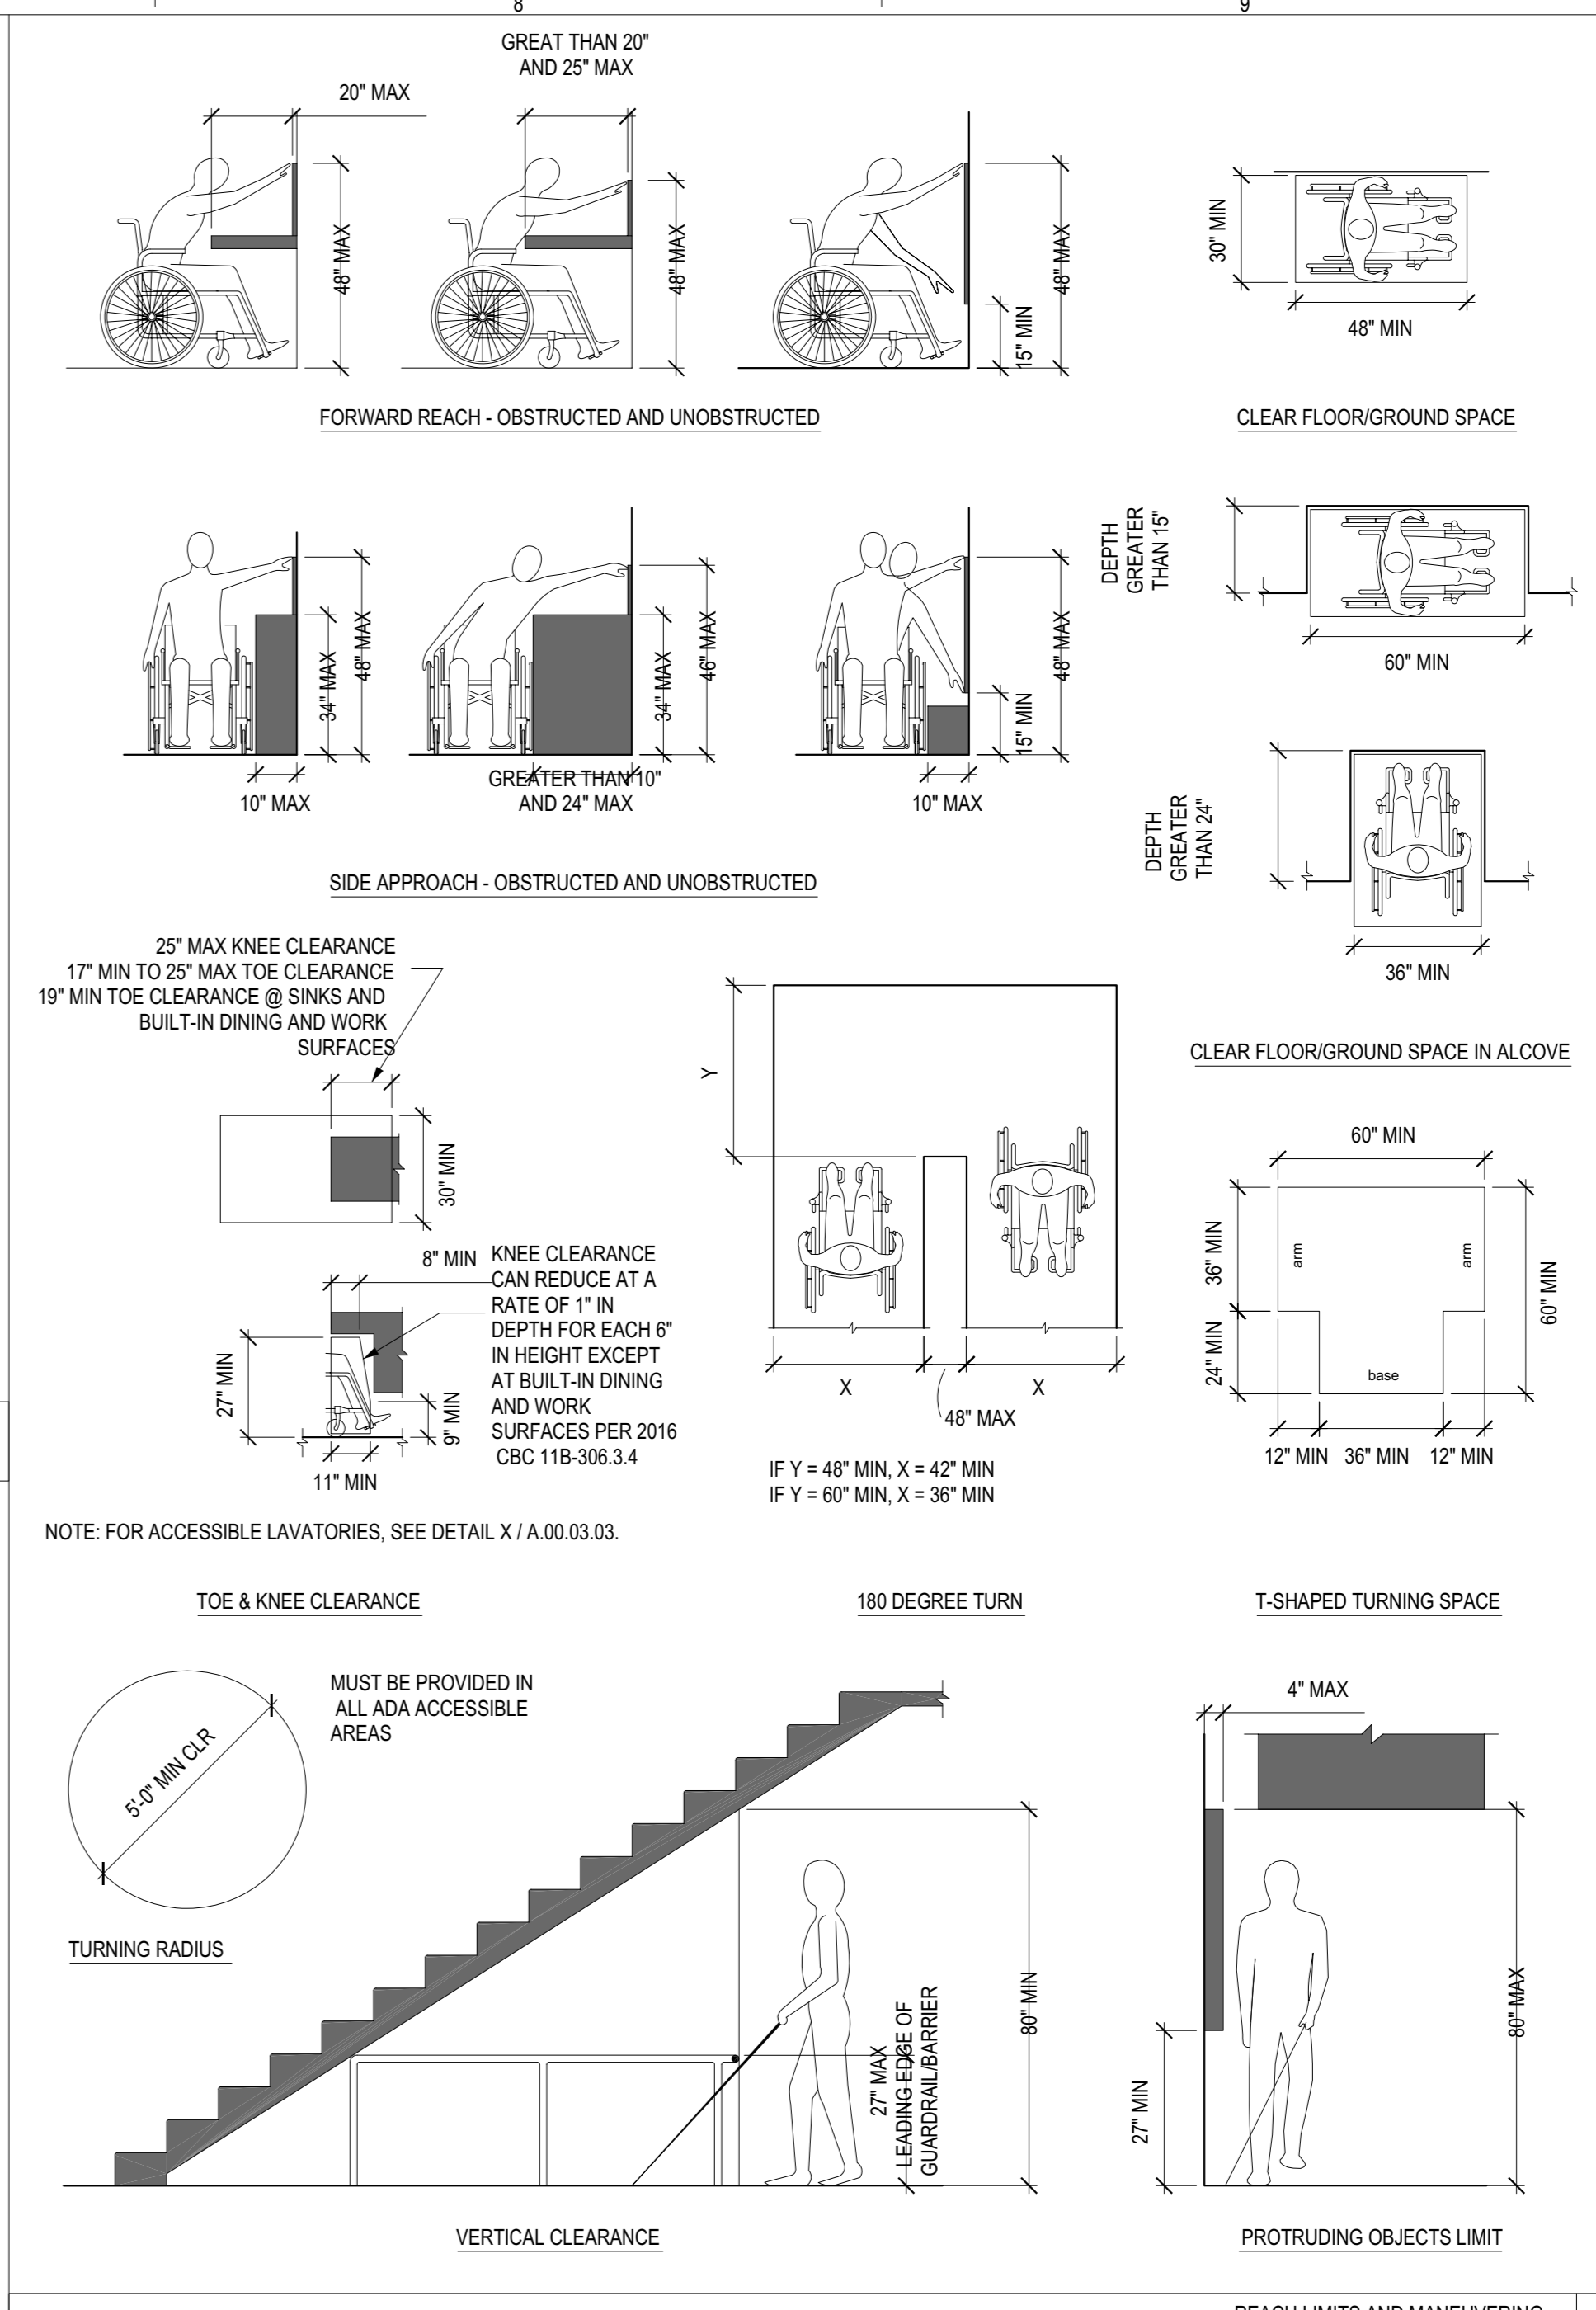 8
9
GREAT THAN 20"
AND 25" MAX
20" MAX
48" MAX
48" MAX
48" MAX
15" MIN
30" MIN
48" MIN
FORWARD REACH - OBSTRUCTED AND UNOBSTRUCTED
CLEAR FLOOR/GROUND SPACE
34" MAX
48" MAX
10" MAX
34" MAX
46" MAX
GREATER THAN 10"
AND 24" MAX
48" MAX
15" MIN
10" MAX
DEPTH
GREATER
THAN 15"
60" MIN
SIDE APPROACH - OBSTRUCTED AND UNOBSTRUCTED
DEPTH
GREATER
THAN 24"
36" MIN
CLEAR FLOOR/GROUND SPACE IN ALCOVE
25" MAX KNEE CLEARANCE
17" MIN TO 25" MAX TOE CLEARANCE
19" MIN TOE CLEARANCE @ SINKS AND
BUILT-IN DINING AND WORK
SURFACES
30" MIN
8" MIN
KNEE CLEARANCE
CAN REDUCE AT A
RATE OF 1" IN
DEPTH FOR EACH 6"
IN HEIGHT EXCEPT
AT BUILT-IN DINING
AND WORK
SURFACES PER 2016
CBC 11B-306.3.4
27" MIN
9" MIN
11" MIN
NOTE: FOR ACCESSIBLE LAVATORIES, SEE DETAIL X / A.00.03.03.
TOE & KNEE CLEARANCE
Y
X
X
48" MAX
IF Y = 48" MIN, X = 42" MIN
IF Y = 60" MIN, X = 36" MIN
180 DEGREE TURN
60" MIN
36" MIN
24" MIN
arm
arm
base
60" MIN
12" MIN
36" MIN
12" MIN
T-SHAPED TURNING SPACE
5'-0" MIN CLR
MUST BE PROVIDED IN
ALL ADA ACCESSIBLE
AREAS
TURNING RADIUS
27" MAX
LEADING EDGE OF
GUARDRAIL/BARRIER
80" MIN
VERTICAL CLEARANCE
4" MAX
27" MIN
80" MAX
PROTRUDING OBJECTS LIMIT
REACH LIMITS AND MANEUVERING